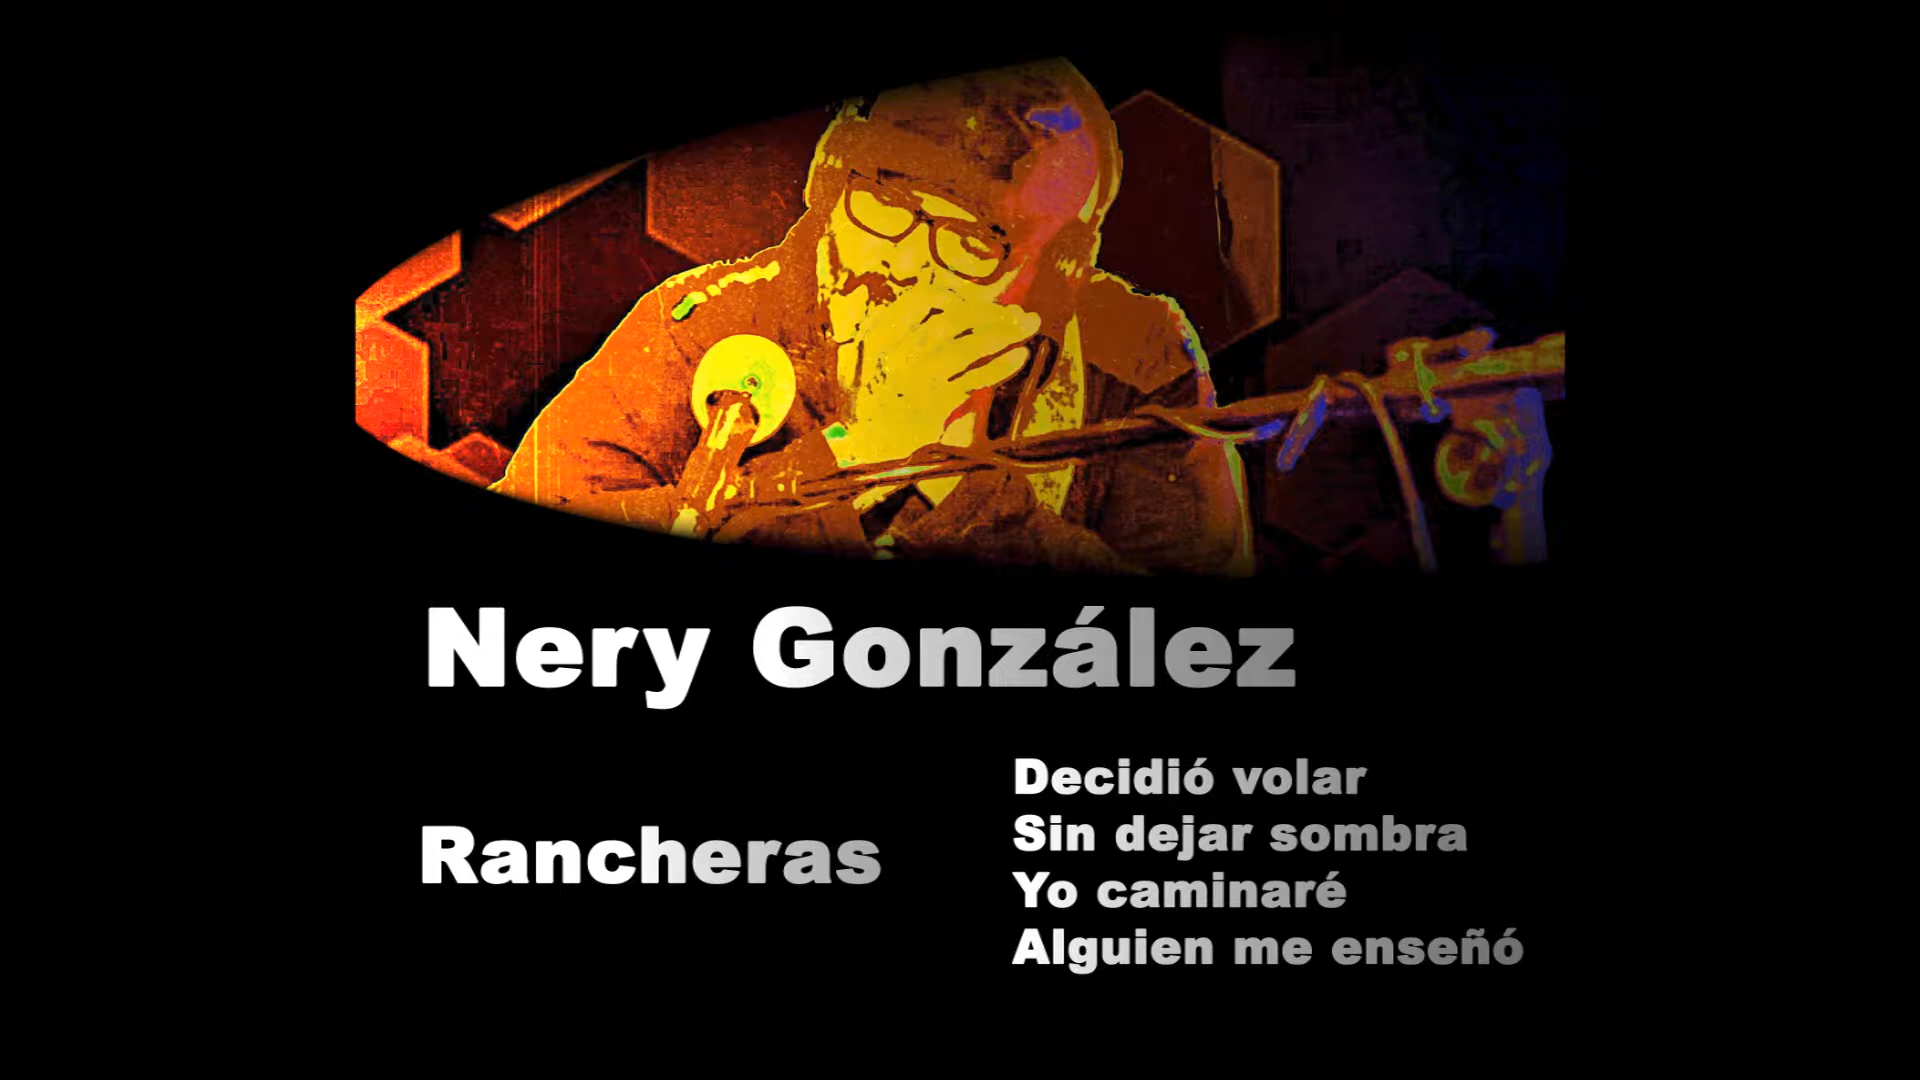 Nery González
Rancheras
Decidió volar
Sin dejar sombra
Yo caminaré
Alguien me enseñó